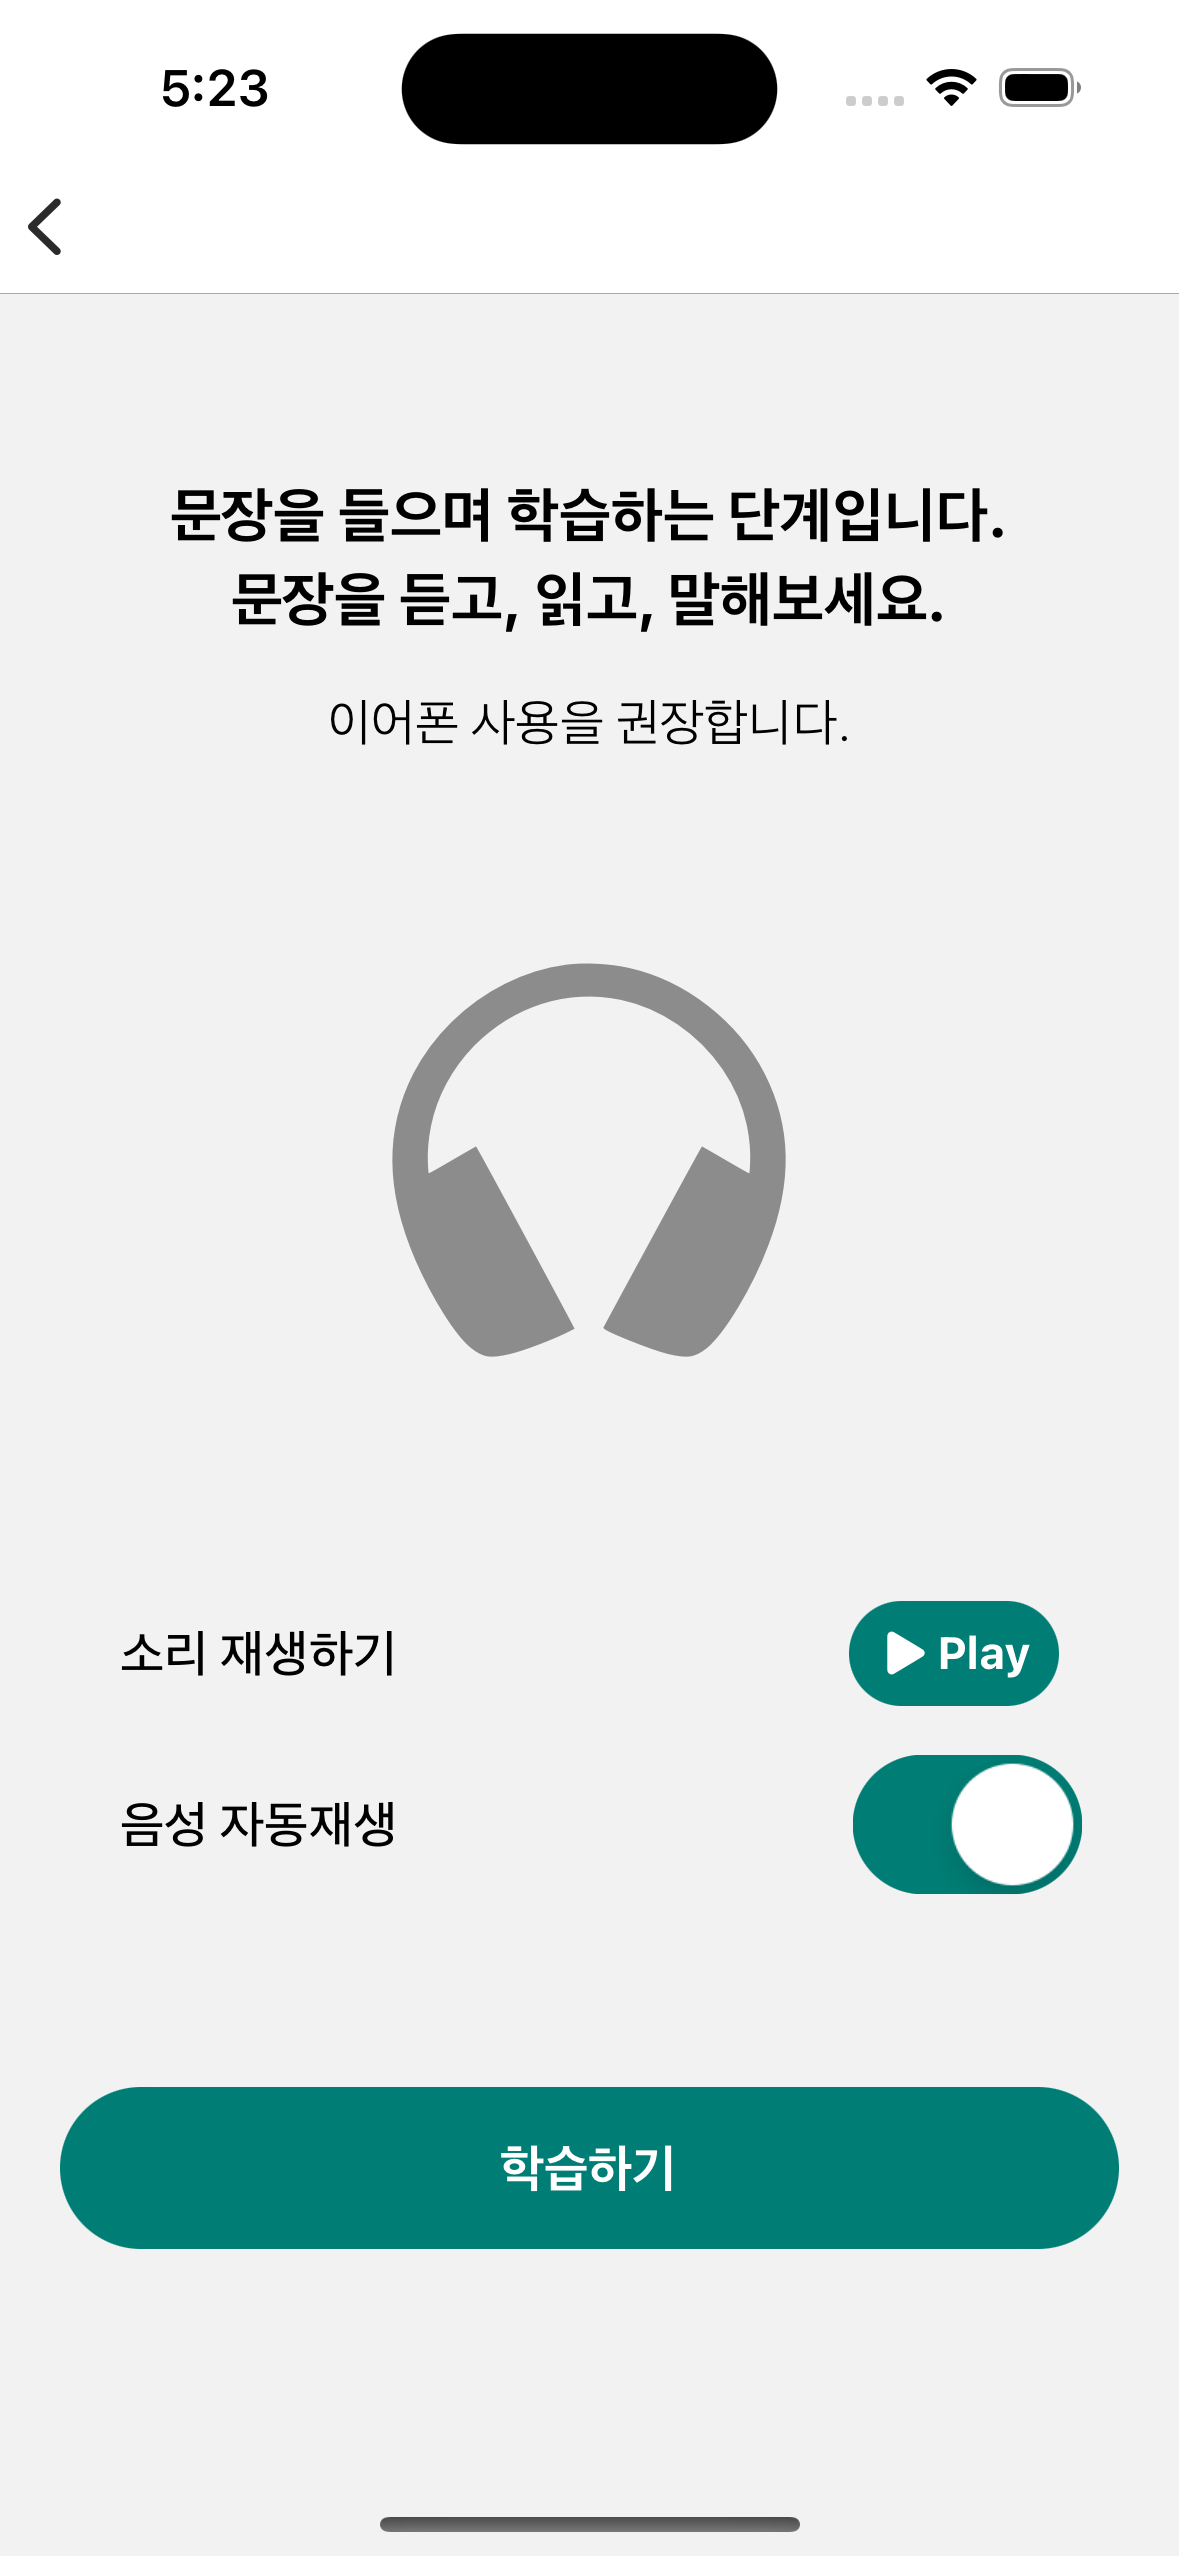 5:23
문장을 들으며 학습하는 단계입니다.
문장을 듣고, 읽고, 말해보세요.
이어폰 사용을 권장합니다.
소리 재생하기
Play
음성 자동재생
학습하기